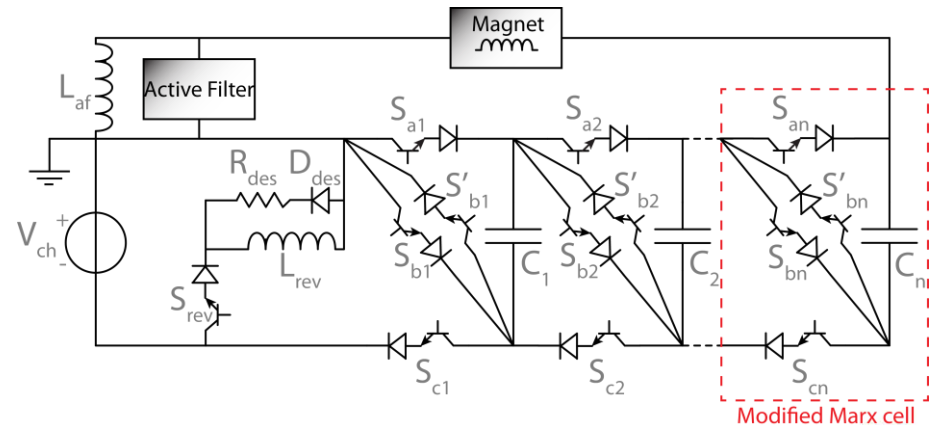 Magnet
L_af
Active Filter
S_a1
S_a2
S_an
R_des
D_des
S'_b1
S'_b2
S'_bn
V_ch
+
-
L_rev
S_b1
C_1
S_b2
C_2
S_bn
C_n
S_rev
S_c1
S_c2
S_cn
Modified Marx cell